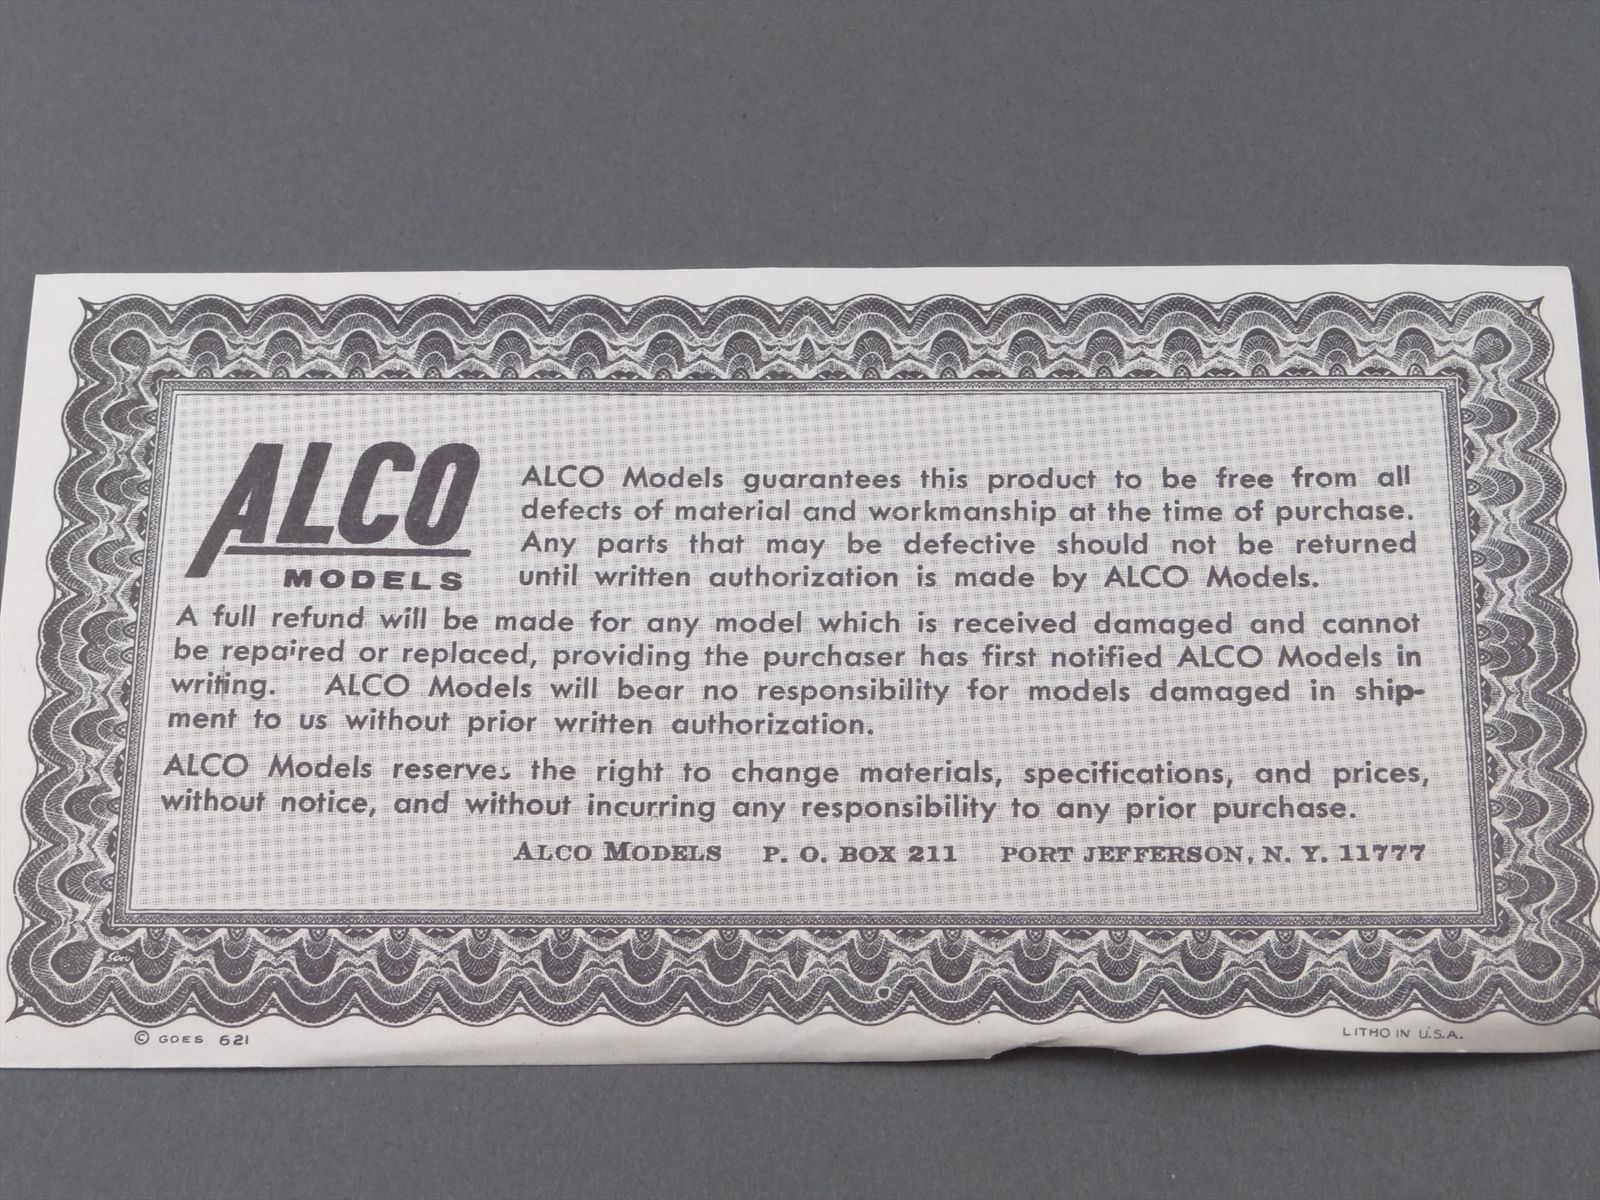 ALCO
MODELS
ALCO Models guarantees this product to be free from all
defects of material and workmanship at the time of purchase.
Any parts that may be defective should not be returned
until written authorization is made by ALCO Models.
A full refund will be made for any model which is received damaged and cannot
be repaired or replaced, providing the purchaser has first notified ALCO Models in
writing. ALCO Models will bear no responsibility for models damaged in ship-
ment to us without prior written authorization.
ALCO Models reserves the right to change materials, specifications, and prices,
without notice, and without incurring any responsibility to any prior purchase.
ALCO MODELS P. O. BOX 211 PORT JEFFERSON, N. Y. 11777
© GOES 621
LITHO IN U.S.A.